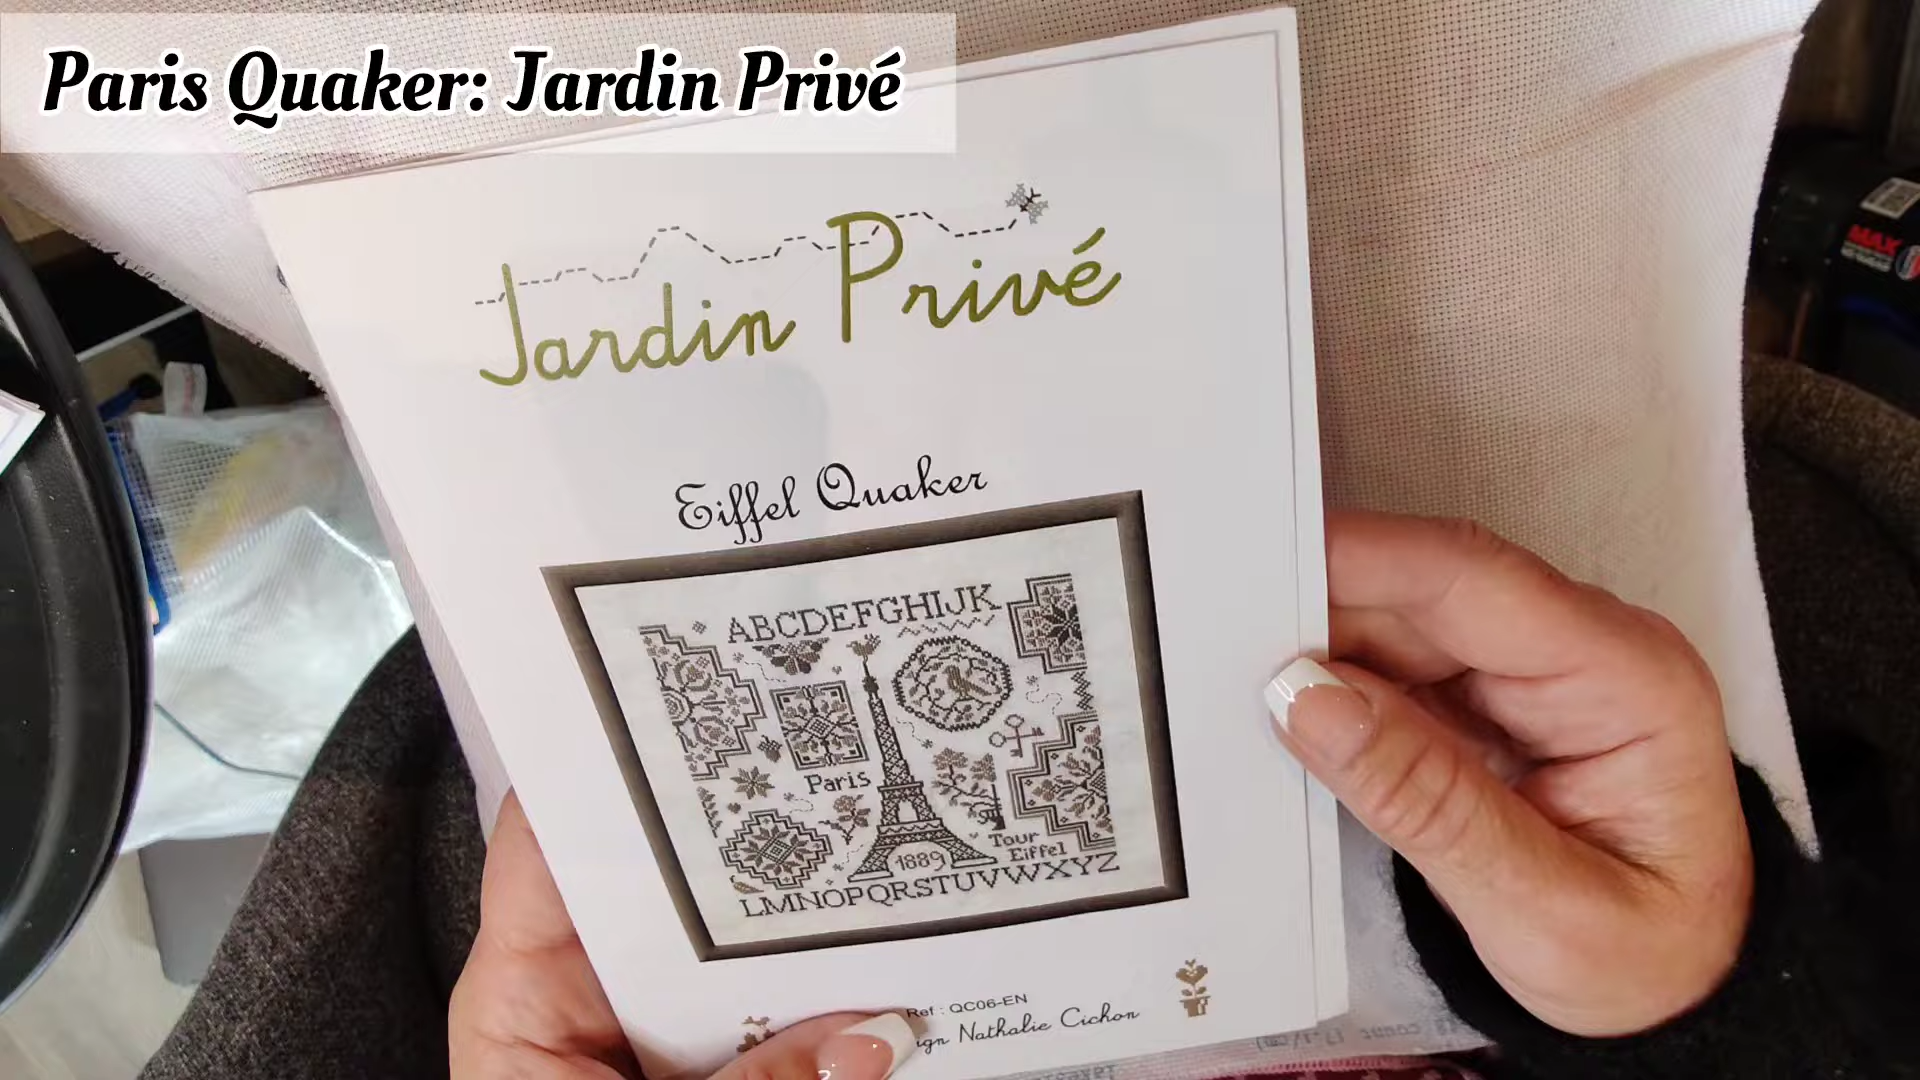 Paris Quaker: Jardin Privé
Jardin Privé
Eiffel Quaker
ABCDEFGHIJK
Paris
Tour
Eiffel
1889
LMNOPQRSTUVWXYZ
Ref : QC06-EN
Nathalie Cichon
MAX